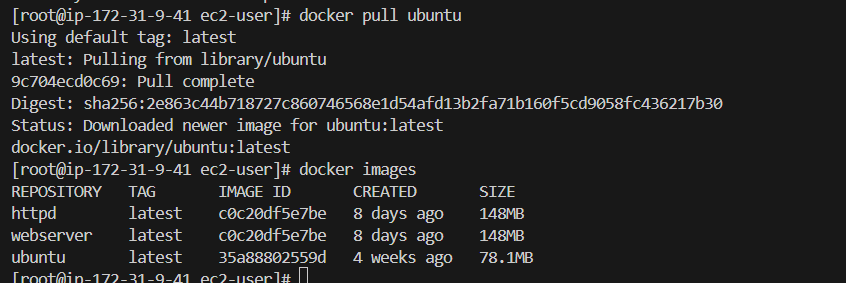 [root@ip-172-31-9-41 ec2-user]# docker pull ubuntu
Using default tag: latest
latest: Pulling from library/ubuntu
9c704ecd0c69: Pull complete
Digest: sha256:2e863c44b718727c860746568e1d54afd13b2fa71b160f5cd9058fc436217b30
Status: Downloaded newer image for ubuntu:latest
docker.io/library/ubuntu:latest
[root@ip-172-31-9-41 ec2-user]# docker images
REPOSITORY   TAG       IMAGE ID       CREATED       SIZE
httpd        latest    c0c20df5e7be   8 days ago    148MB
webserver    latest    c0c20df5e7be   8 days ago    148MB
ubuntu       latest    35a88802559d   4 weeks ago   78.1MB
[root@ip-172-31-9-41 ec2-user]#